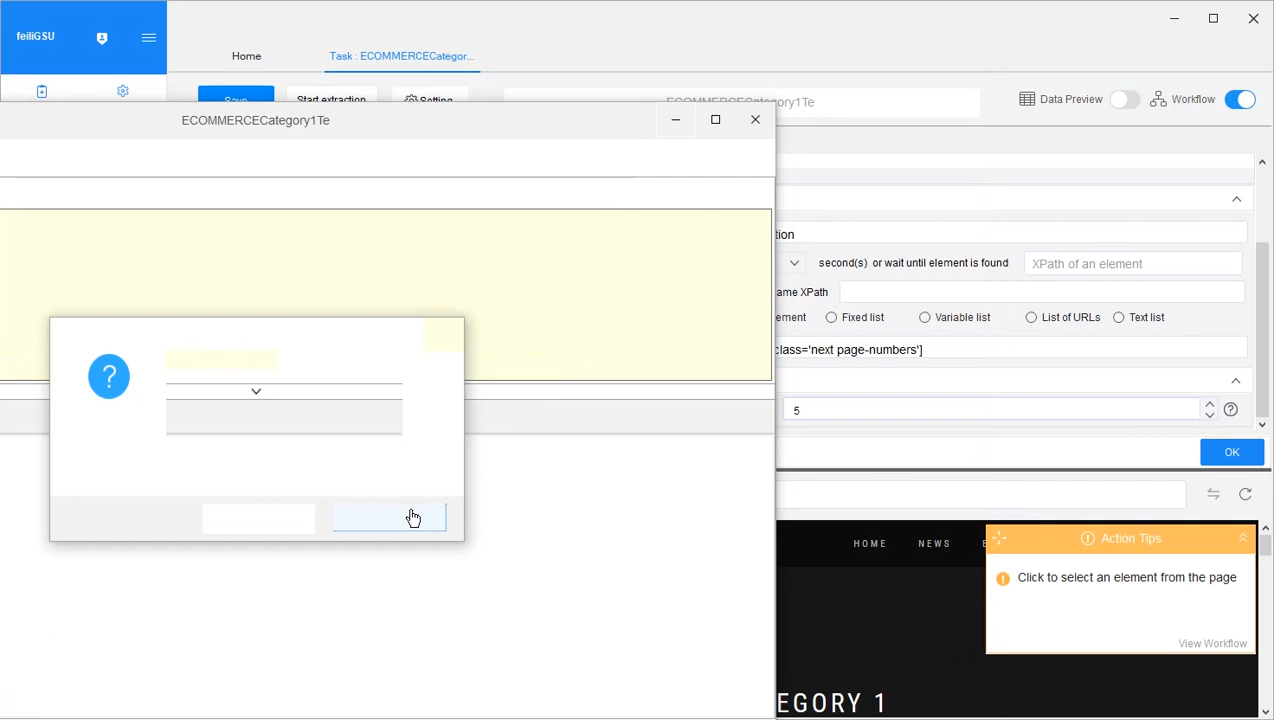 feiliGSU
Home
Task : ECOMMERCECategor...
Save
Start extraction
Setting
ECOMMERCECategory1Te
Data Preview
Workflow
ECOMMERCECategory1Te
tion
second(s) or wait until element is found
XPath of an element
ame XPath
ement
Fixed list
Variable list
List of URLs
Text list
class='next page-numbers']
5
OK
HOME
NEWS
Action Tips
Click to select an element from the page
View Workflow
EGORY 1